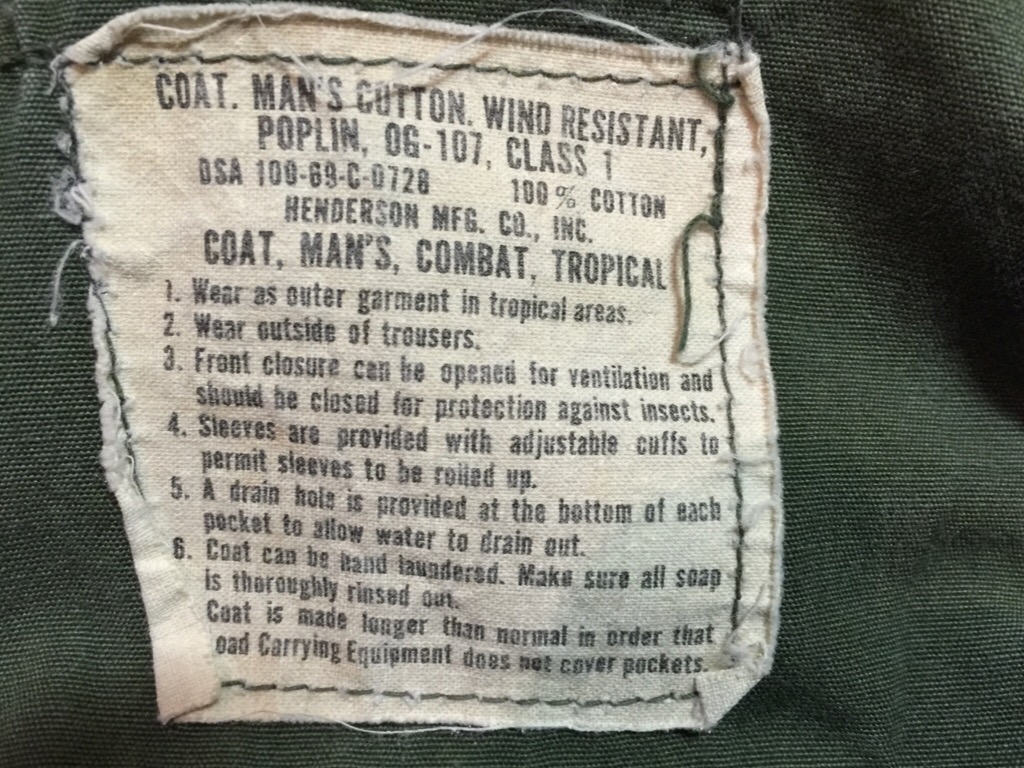 COAT. MAN'S COTTON. WIND RESISTANT,
POPLIN, OG-107, CLASS 1
DSA 100-69-C-0728 100% COTTON
HENDERSON MFG. CO., INC.
COAT, MAN'S, COMBAT, TROPICAL
1. Wear as outer garment in tropical areas.
2. Wear outside of trousers.
3. Front closure can be opened for ventilation and
should be closed for protection against insects.
4. Sleeves are provided with adjustable cuffs to
permit sleeves to be rolled up.
5. A drain hole is provided at the bottom of each
pocket to allow water to drain out.
6. Coat can be hand laundered. Make sure all soap
is thoroughly rinsed out.
Coat is made longer than normal in order that
oad Carrying Equipment does not cover pockets.